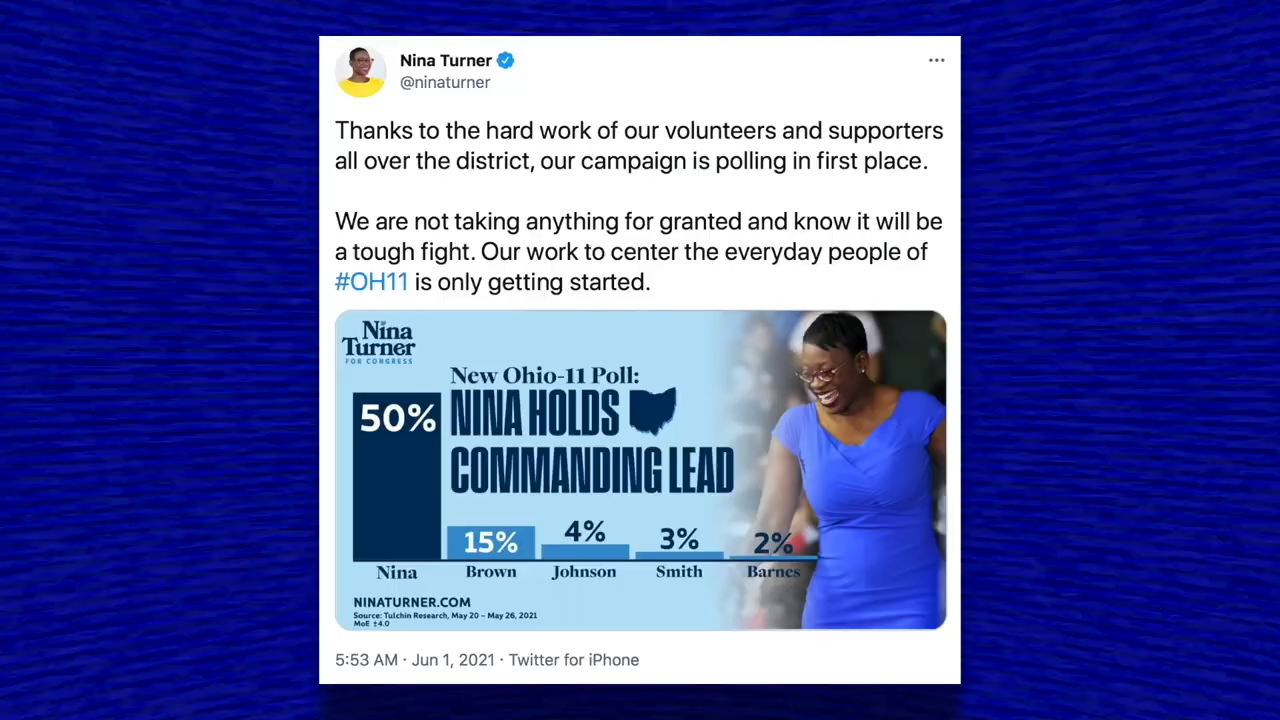 Nina Turner
@ninaturner
Thanks to the hard work of our volunteers and supporters
all over the district, our campaign is polling in first place.
We are not taking anything for granted and know it will be
a tough fight. Our work to center the everyday people of
#OH11 is only getting started.
Nina
Turner
FOR CONGRESS
New Ohio-11 Poll:
NINA HOLDS
COMMANDING LEAD
50%
15%
4%
3%
2%
Nina
Brown
Johnson
Smith
Barnes
NINATURNER.COM
Source: Tulchin Research, May 20 – May 26, 2021
MoE ±4.0
5:53 AM · Jun 1, 2021 · Twitter for iPhone